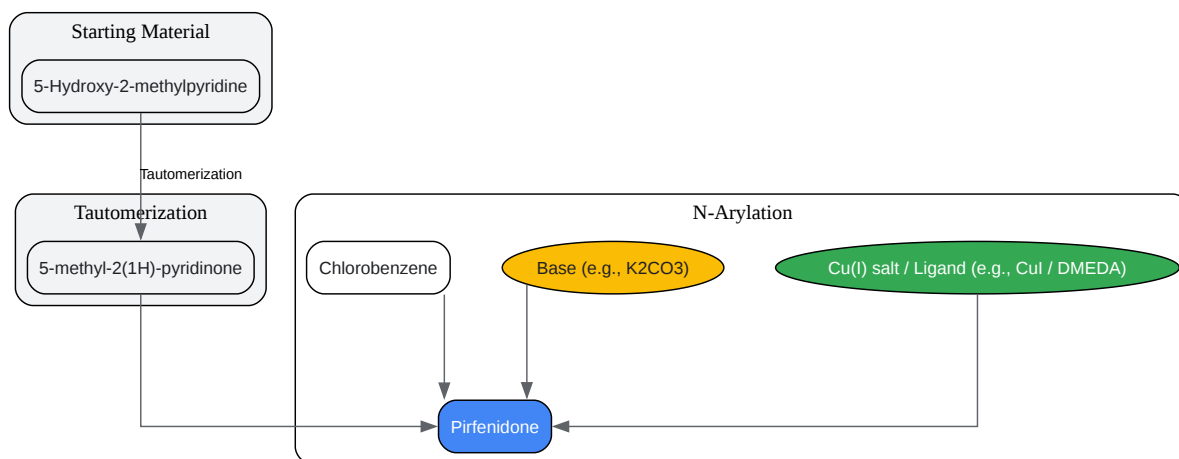 Starting Material
5-Hydroxy-2-methylpyridine
Tautomerization
Tautomerization
5-methyl-2(1H)-pyridinone
N-Arylation
Chlorobenzene
Base (e.g., K2CO3)
Cu(I) salt / Ligand (e.g., CuI / DMEDA)
Pirfenidone